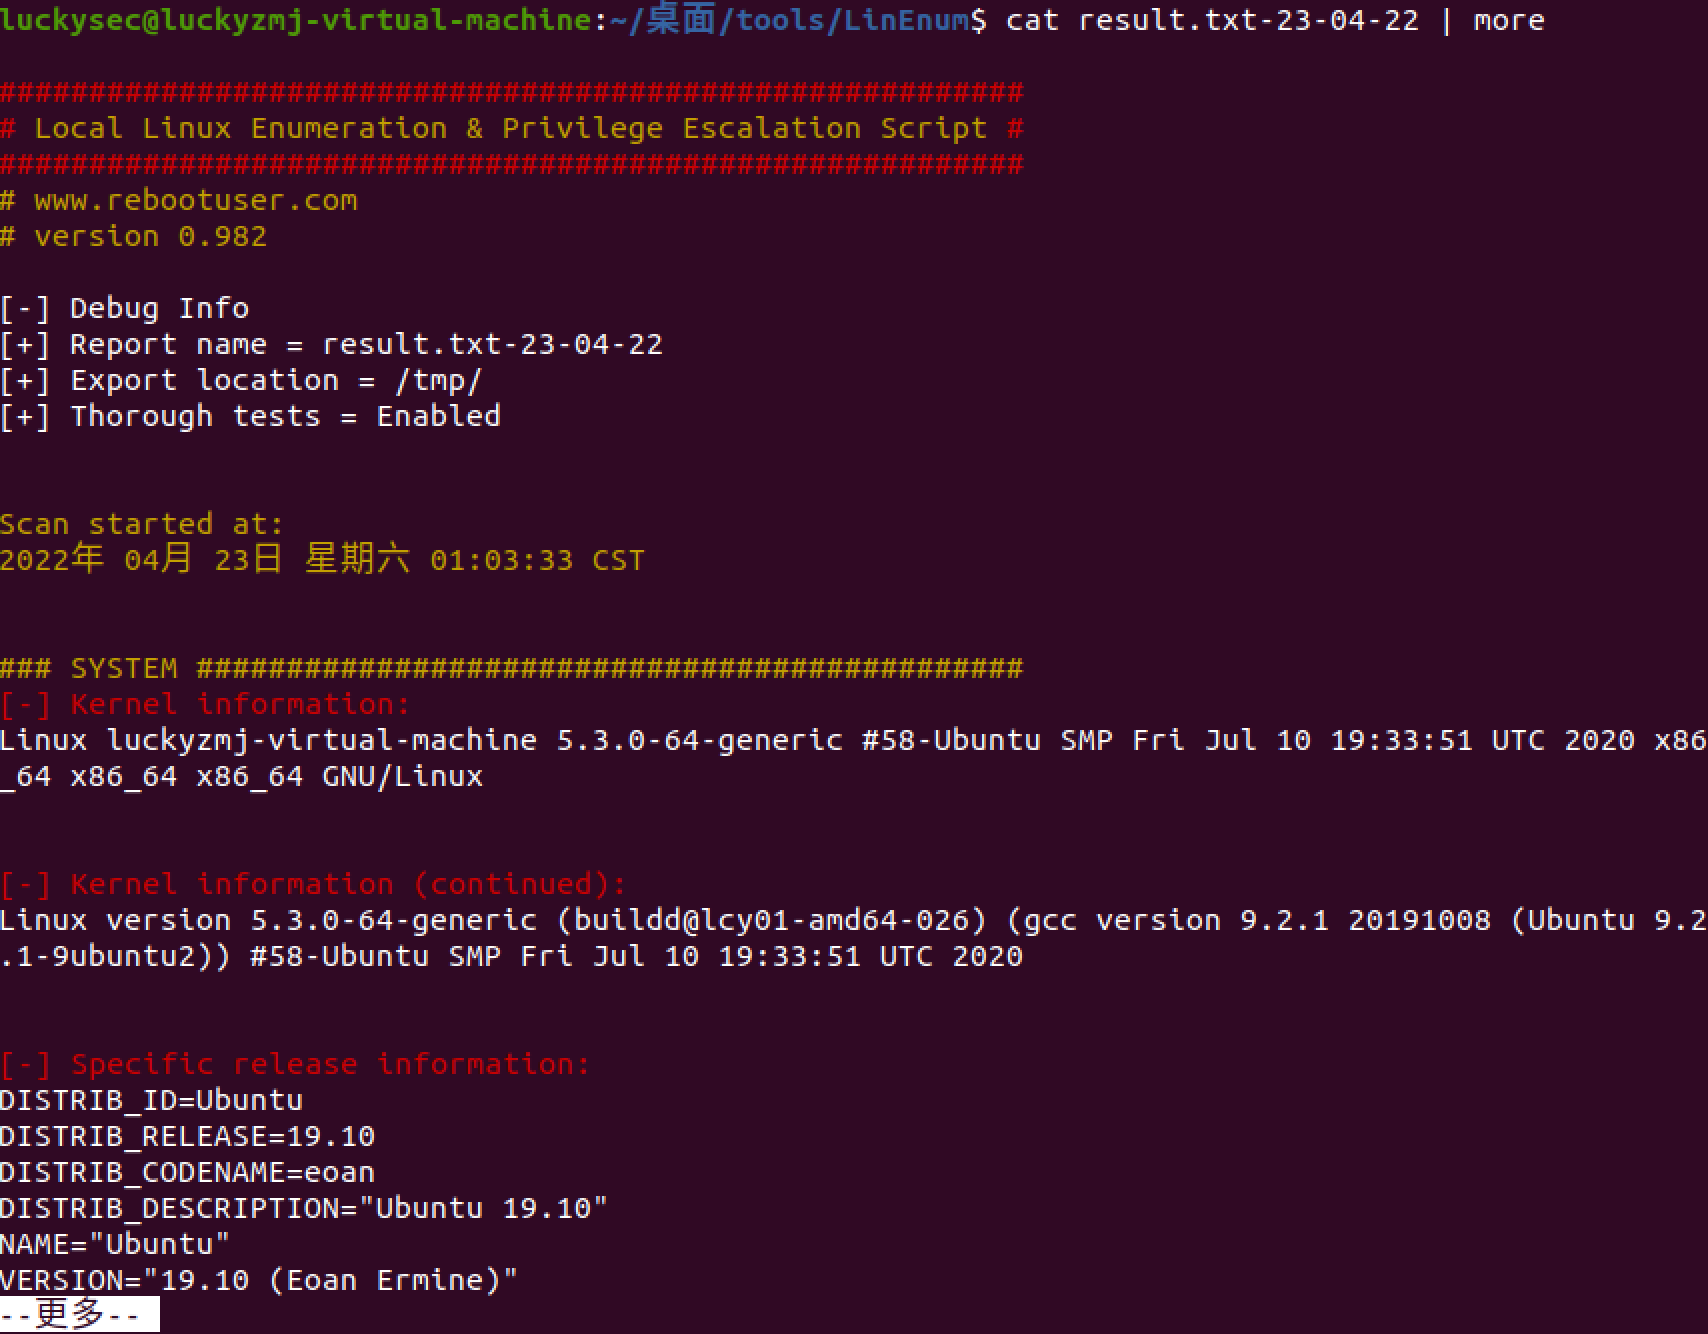 luckysec@luckyzmj-virtual-machine:~/桌面/tools/LinEnum$ cat result.txt-23-04-22 | more
#########################################################
# Local Linux Enumeration & Privilege Escalation Script #
#########################################################
# www.rebootuser.com
# version 0.982
[-] Debug Info
[+] Report name = result.txt-23-04-22
[+] Export location = /tmp/
[+] Thorough tests = Enabled
Scan started at:
2022年 04月 23日 星期六 01:03:33 CST
### SYSTEM ##############################################
[-] Kernel information:
Linux luckyzmj-virtual-machine 5.3.0-64-generic #58-Ubuntu SMP Fri Jul 10 19:33:51 UTC 2020 x86
_64 x86_64 x86_64 GNU/Linux
[-] Kernel information (continued):
Linux version 5.3.0-64-generic (buildd@lcy01-amd64-026) (gcc version 9.2.1 20191008 (Ubuntu 9.2
.1-9ubuntu2)) #58-Ubuntu SMP Fri Jul 10 19:33:51 UTC 2020
[-] Specific release information:
DISTRIB_ID=Ubuntu
DISTRIB_RELEASE=19.10
DISTRIB_CODENAME=eoan
DISTRIB_DESCRIPTION="Ubuntu 19.10"
NAME="Ubuntu"
VERSION="19.10 (Eoan Ermine)"
--更多--